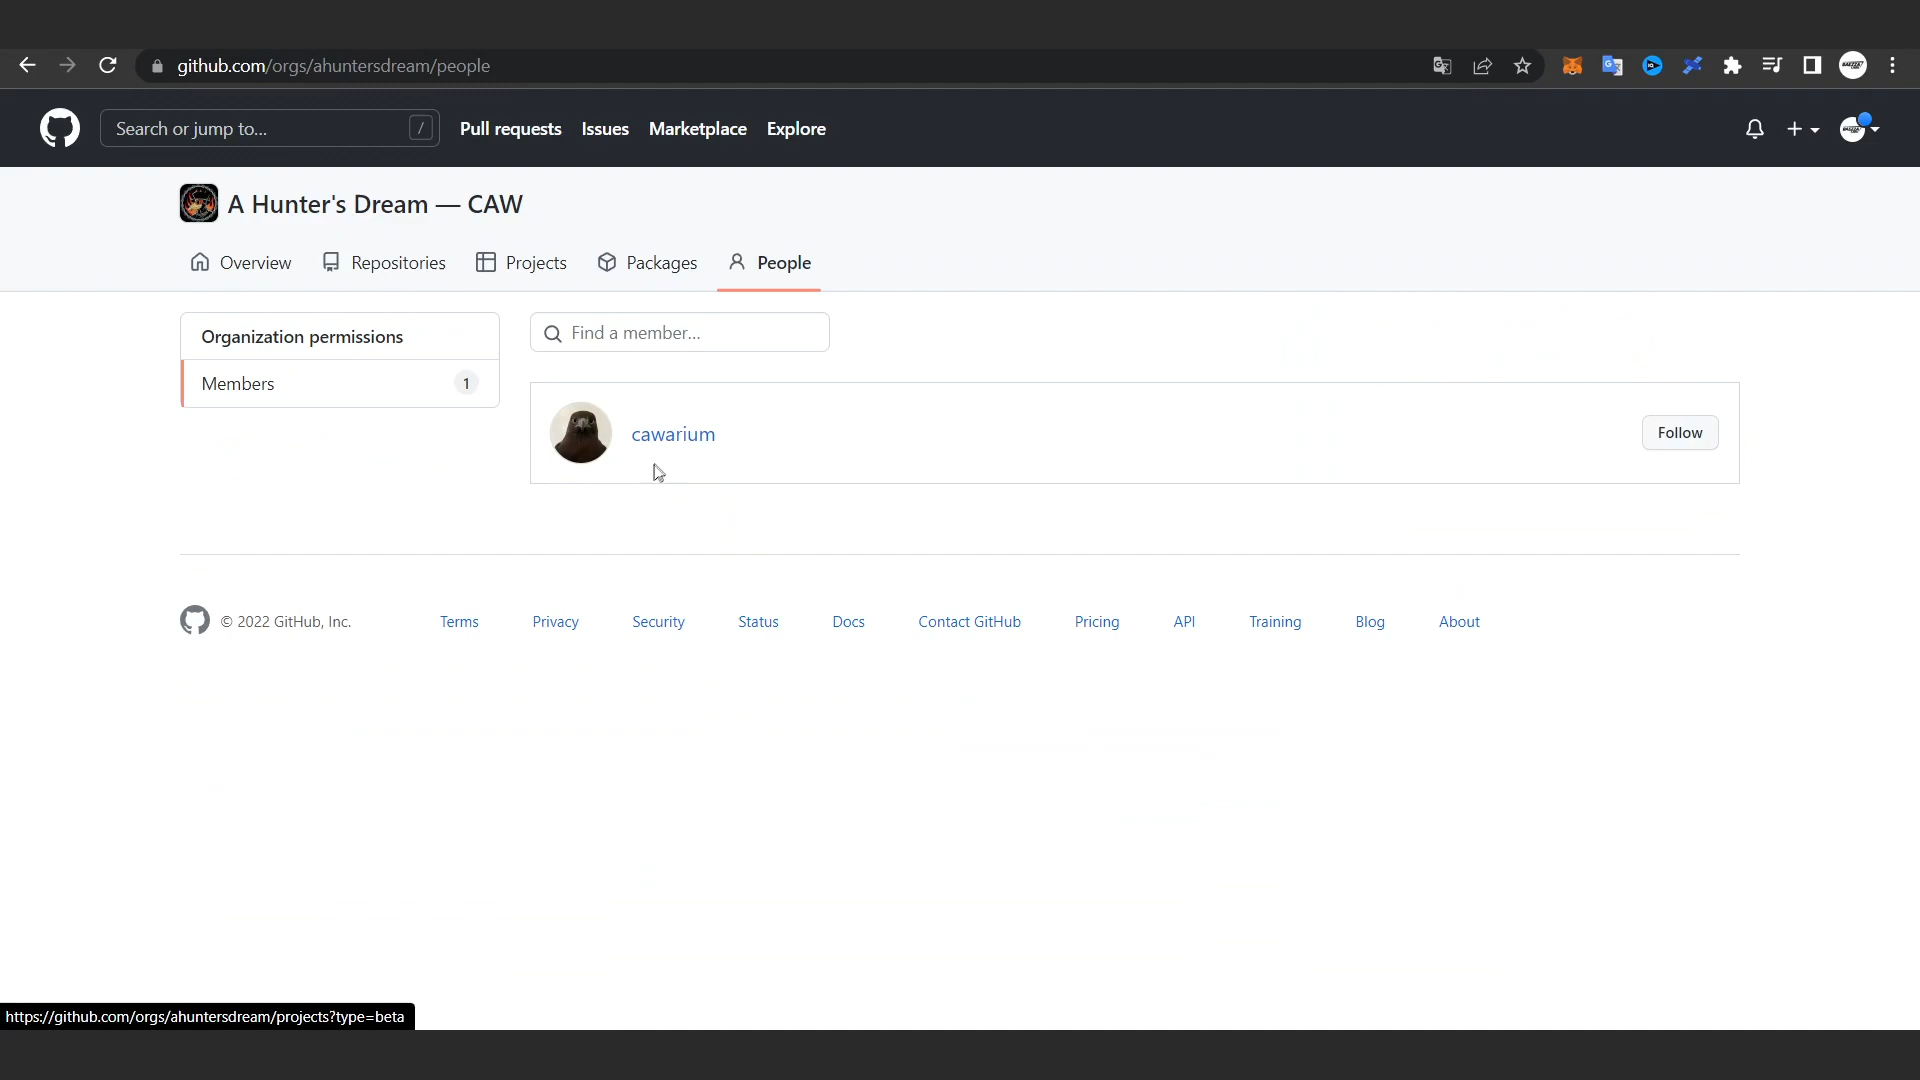 github.com/orgs/ahuntersdream/people
Search or jump to... /
Pull requests Issues Marketplace Explore
A Hunter's Dream — CAW
Overview Repositories Projects Packages People
Organization permissions
Members 1
Find a member...
cawarium
Follow
© 2022 GitHub, Inc. Terms Privacy Security Status Docs Contact GitHub Pricing API Training Blog About
https://github.com/orgs/ahuntersdream/projects?type=beta